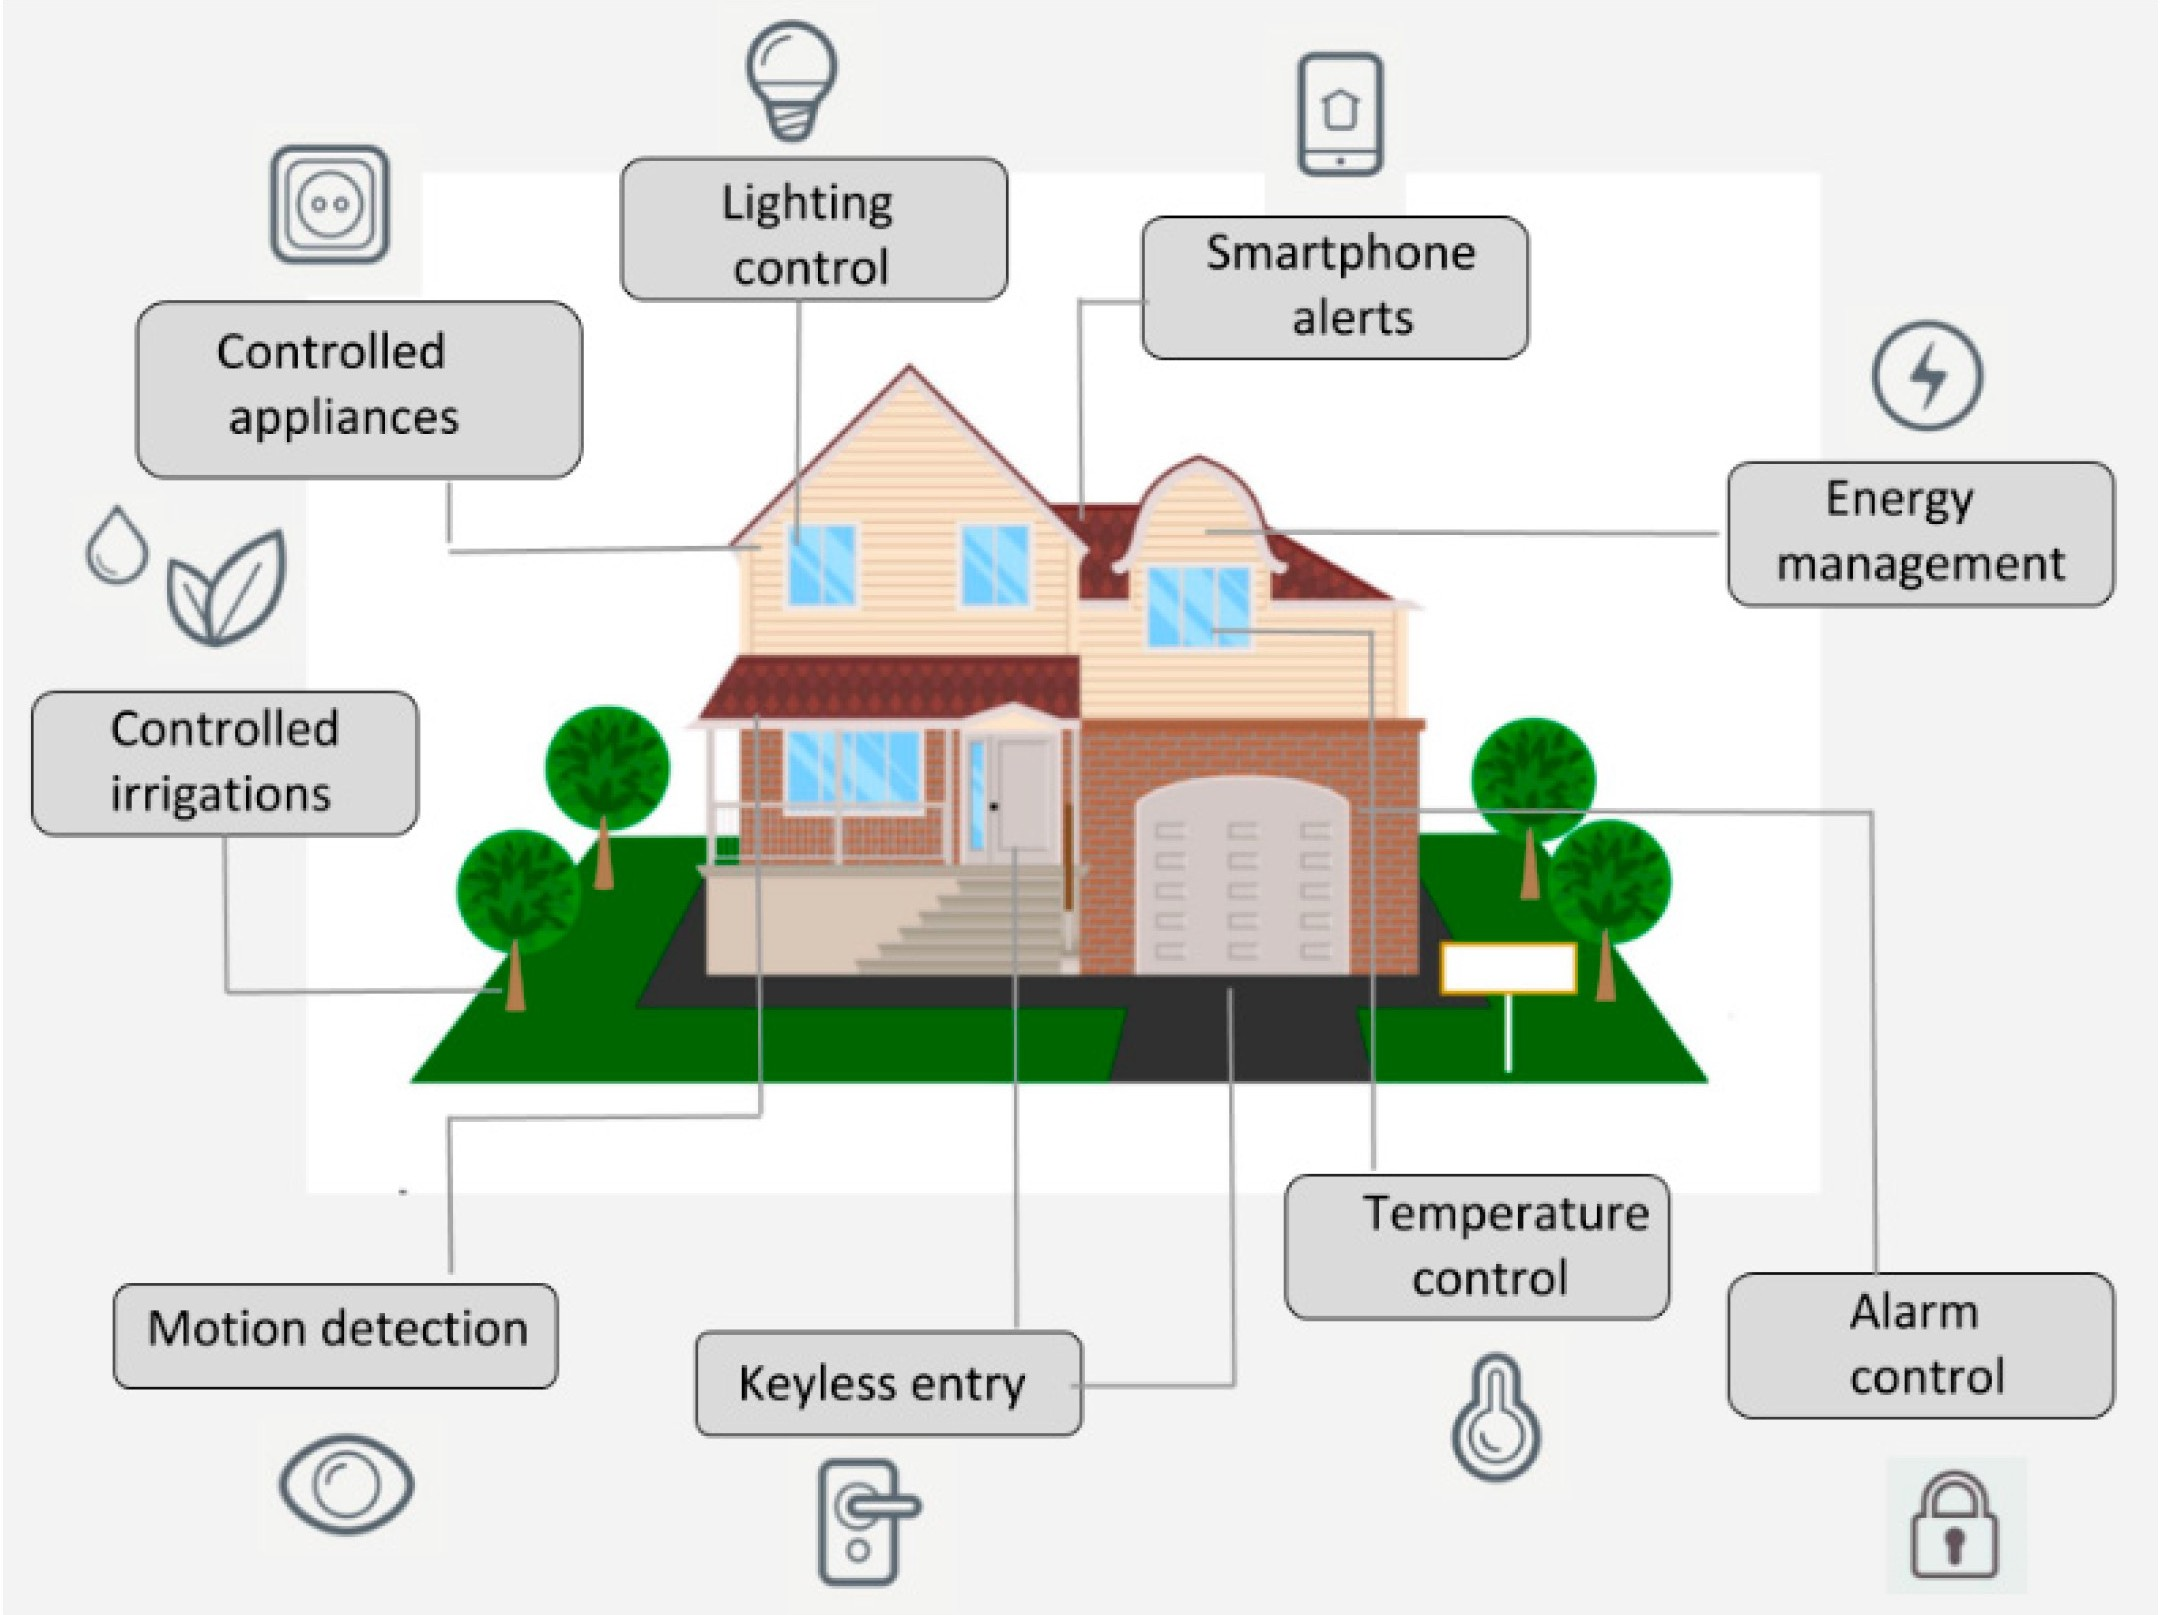 Lighting
control
Smartphone
alerts
Controlled
appliances
Energy
management
Controlled
irrigations
Temperature
control
Motion detection
Keyless entry
Alarm
control